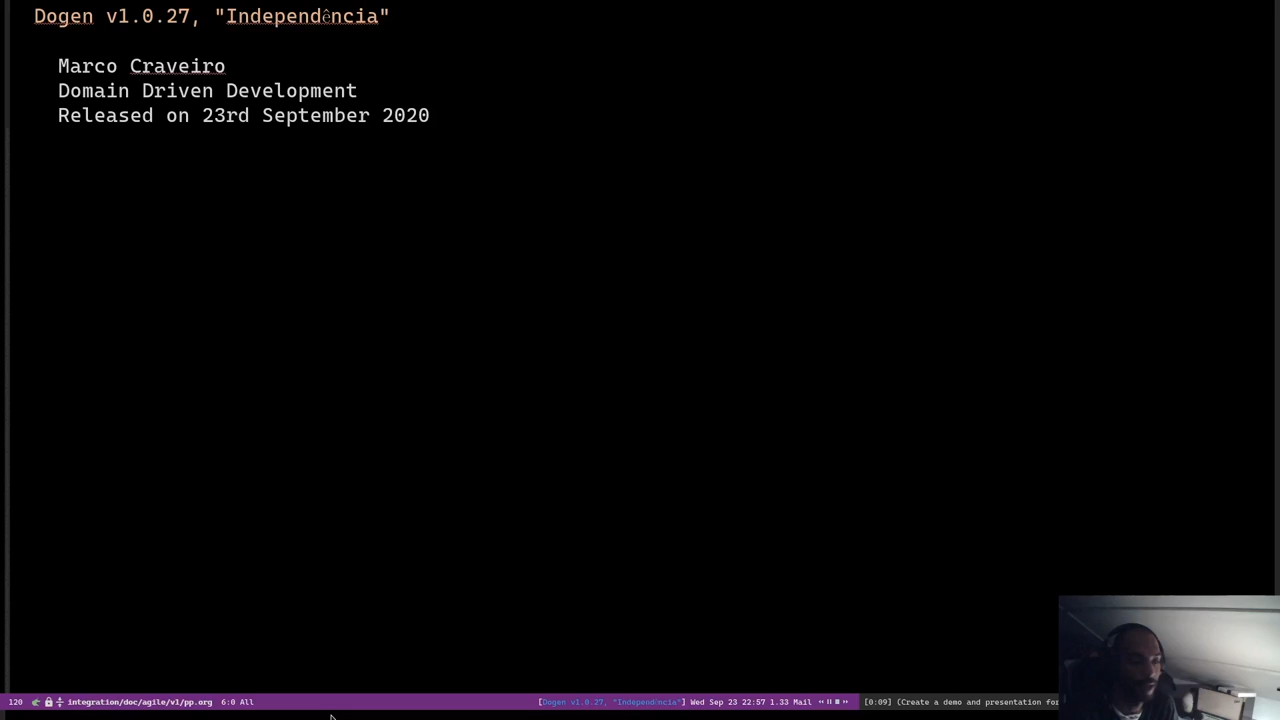 Dogen v1.0.27, "Independência"
Marco Craveiro
Domain Driven Development
Released on 23rd September 2020
120 integration/doc/agile/v1/pp.org 6:0 All [Dogen v1.0.27, "Independência"] Wed Sep 23 22:57 1.33 Mail [0:09] (Create a demo and presentation for